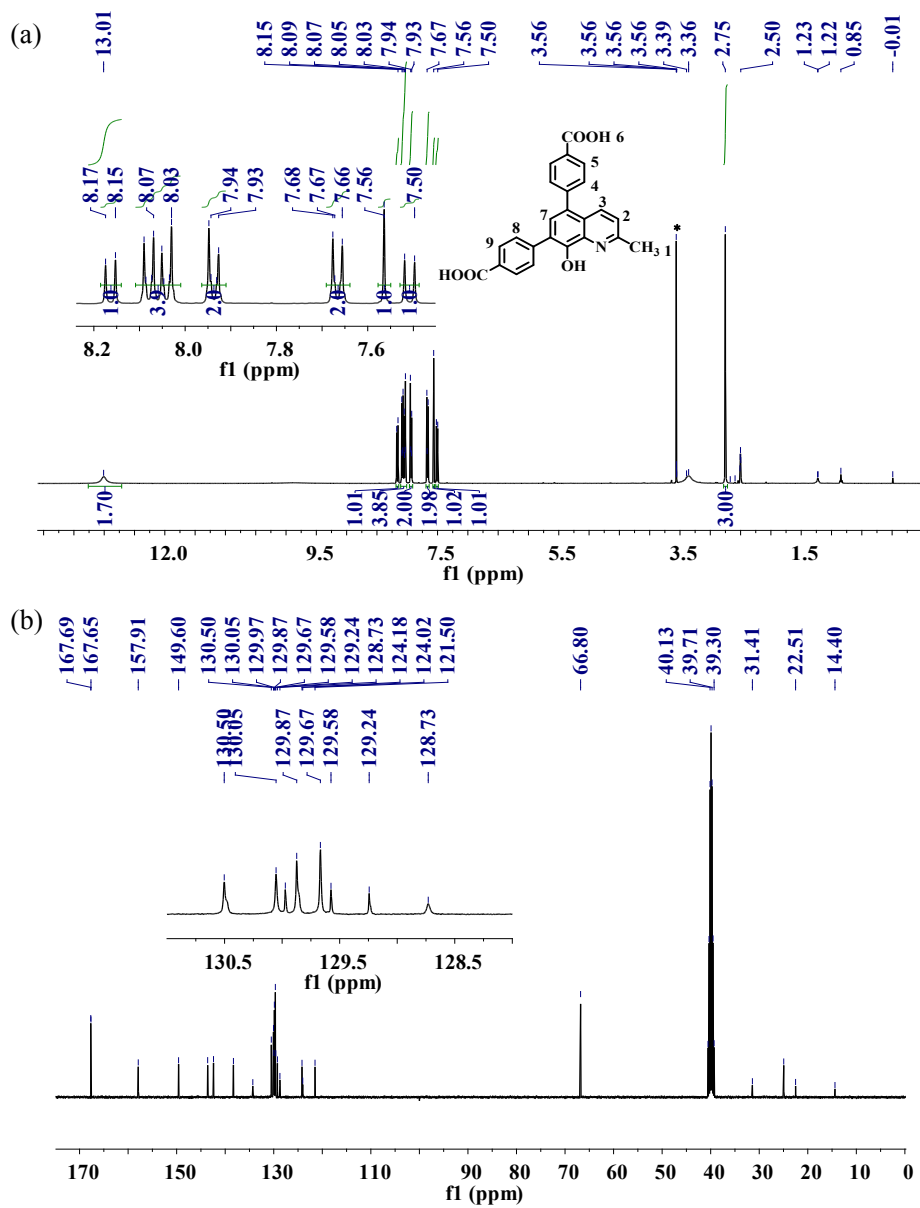 (a)
13.01
8.15 8.09 8.07 8.05 8.03 7.94 7.93 7.67 7.56 7.50
3.56 3.56 3.56 3.56 3.39 3.36 2.75 2.50 1.23 1.22 0.85 -0.01
8.17 8.15 8.07 8.03 7.94 7.93 7.68 7.67 7.66 7.56 7.50
COOH 6
5
4
3
7 2
8
9
N
CH3 1
OH
HOOC
*
1.0 3.9 2.0 2.0 1.0 1.0
8.2 8.0 7.8 7.6
f1 (ppm)
1.70 1.01 3.85 2.00 1.98 1.02 1.01 3.00
12.0 9.5 7.5 5.5 3.5 1.5
f1 (ppm)
(b)
167.69 167.65 157.91 149.60 130.50 130.05 129.97 129.87 129.67 129.58 129.24 128.73 124.18 124.02 121.50 66.80 40.13 39.71 39.30 31.41 22.51 14.40
130.50 130.05 129.87 129.67 129.58 129.24 128.73
130.5 129.5 128.5
f1 (ppm)
170 150 130 110 90 80 70 60 50 40 30 20 10 0
f1 (ppm)